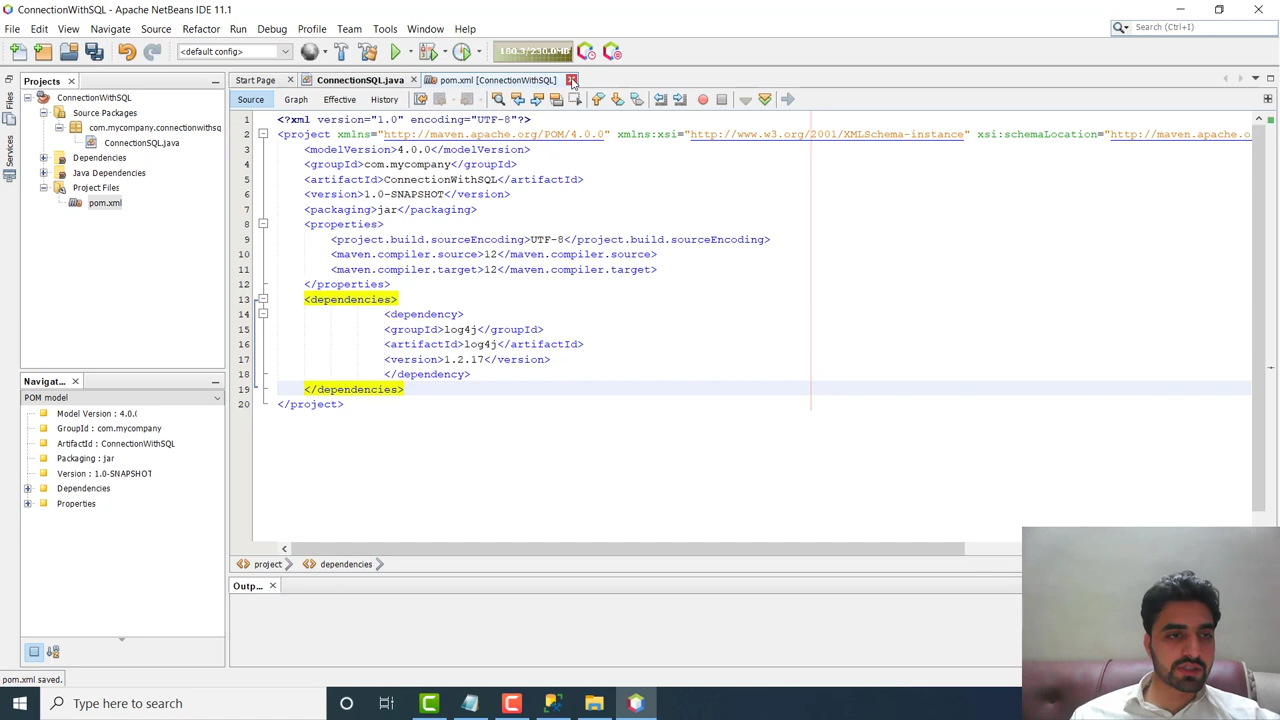 ConnectionWithSQL - Apache NetBeans IDE 11.1
File Edit View Navigate Source Refactor Run Debug Profile Team Tools Window Help
Search (Ctrl+I)
<default config>
180.3/230.0MB
Projects
Start Page
ConnectionSQL.java
pom.xml [ConnectionWithSQL]
Files
Services
ConnectionWithSQL
Source Packages
com.mycompany.connectionwithsq
ConnectionSQL.java
Dependencies
Java Dependencies
Project Files
pom.xml
Source Graph Effective History
1 <?xml version="1.0" encoding="UTF-8"?>
2 <project xmlns="http://maven.apache.org/POM/4.0.0" xmlns:xsi="http://www.w3.org/2001/XMLSchema-instance" xsi:schemaLocation="http://maven.apache.o
3 <modelVersion>4.0.0</modelVersion>
4 <groupId>com.mycompany</groupId>
5 <artifactId>ConnectionWithSQL</artifactId>
6 <version>1.0-SNAPSHOT</version>
7 <packaging>jar</packaging>
8 <properties>
9 <project.build.sourceEncoding>UTF-8</project.build.sourceEncoding>
10 <maven.compiler.source>12</maven.compiler.source>
11 <maven.compiler.target>12</maven.compiler.target>
12 </properties>
13 <dependencies>
14 <dependency>
15 <groupId>log4j</groupId>
16 <artifactId>log4j</artifactId>
17 <version>1.2.17</version>
18 </dependency>
19 </dependencies>
20 </project>
Navigat...
POM model
Model Version : 4.0.(
GroupId : com.mycompany
ArtifactId : ConnectionWithSQL
Packaging : jar
Version : 1.0-SNAPSHOT
Dependencies
Properties
project
dependencies
Outp...
pom.xml saved.
Type here to search